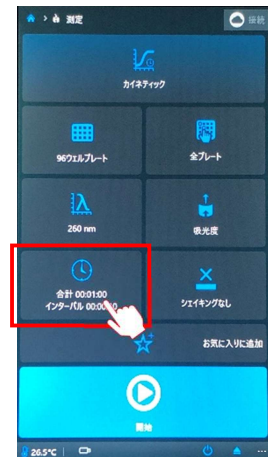 測定
接続
カイネティック
96ウェルプレート
全プレート
260 nm
吸光度
合計 00:01:00
インターバル 00:00:10
シェイキングなし
お気に入りに追加
開始
26.5°C